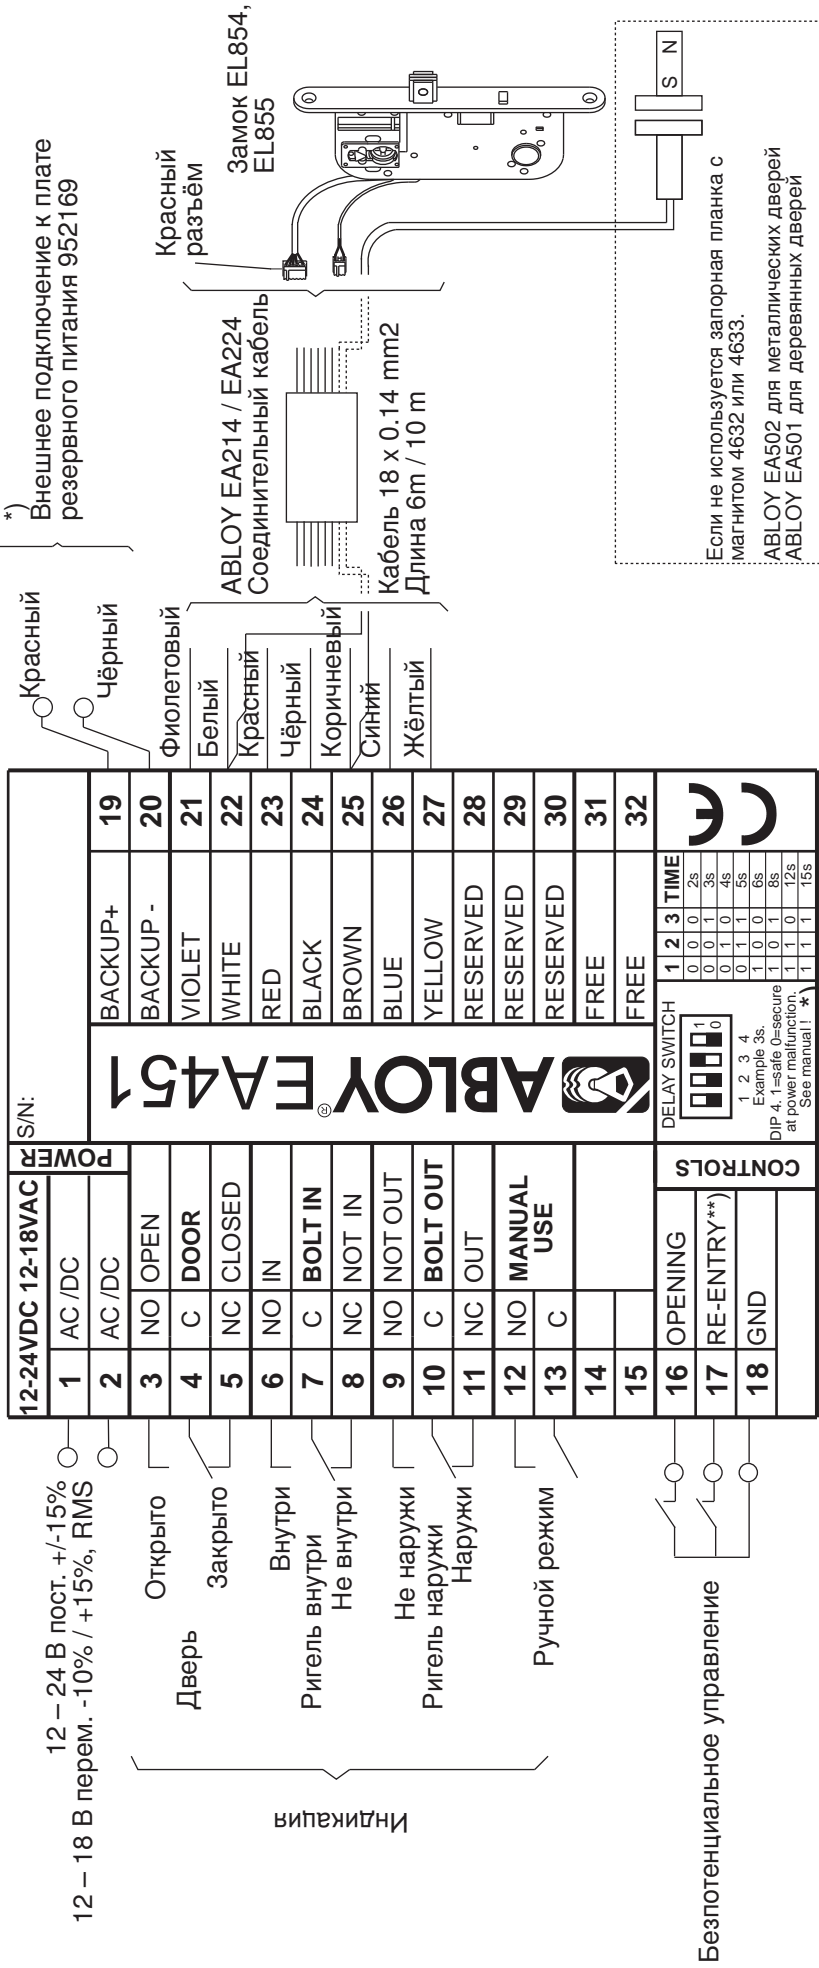 *)
Внешнее подключение к плате
резервного питания 952169
Красный
Чёрный
Красный
разъём
Замок EL854,
EL855
ABLOY EA214 / EA224
Соединительный кабель
Кабель 18 x 0.14 mm2
Длина 6m / 10 m
Фиолетовый
Белый
Красный
Чёрный
Коричневый
Синий
Жёлтый
S N
Если не используется запорная планка с
магнитом 4632 или 4633.
ABLOY EA502 для металлических дверей
ABLOY EA501 для деревянных дверей
12-24VDC 12-18VAC
POWER
S/N:
1 AC /DC
2 AC /DC
3 NO OPEN
4 C DOOR
5 NC CLOSED
6 NO IN
7 C BOLT IN
8 NC NOT IN
9 NO NOT OUT
10 C BOLT OUT
11 NC OUT
12 NO MANUAL
13 C USE
14
15
16 OPENING
17 RE-ENTRY**)
18 GND
CONTROLS
ABLOY® EA451
BACKUP+ 19
BACKUP - 20
VIOLET 21
WHITE 22
RED 23
BLACK 24
BROWN 25
BLUE 26
YELLOW 27
RESERVED 28
RESERVED 29
RESERVED 30
FREE 31
FREE 32
DELAY SWITCH
1
0
1 2 3 4
Example 3s.
DIP 4. 1=safe 0=secure
at power malfunction.
See manual! *)
1 2 3 TIME
0 0 0 2s
0 0 1 3s
0 1 0 4s
0 1 1 5s
1 0 0 6s
1 0 1 8s
1 1 0 12s
1 1 1 15s
CE
12 – 24 В пост. +/-15%
12 – 18 В перем. -10% / +15%, RMS
Индикация
Дверь
Открыто
Закрыто
Внутри
Ригель внутри
Не внутри
Не наружи
Ригель наружи
Наружи
Ручной режим
Безпотенциальное управление